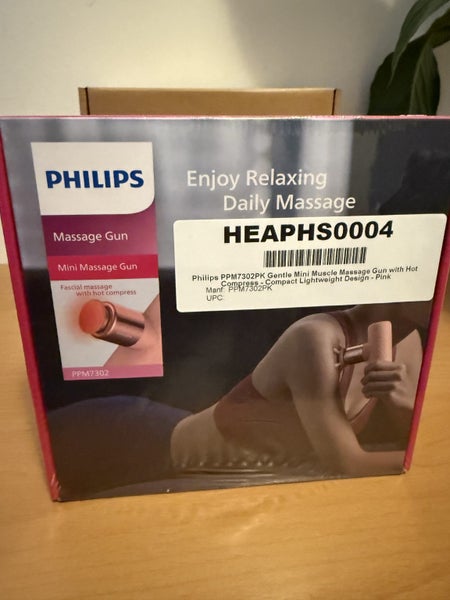 PHILIPS
Massage Gun
Mini Massage Gun
Fascial massage
with hot compress
PPM7302
Enjoy Relaxing
Daily Massage
HEAPHS0004
Philips PPM7302PK Gentle Mini Muscle Massage Gun with Hot
Compress - Compact Lightweight Design - Pink
Manf: PPM7302PK
UPC: